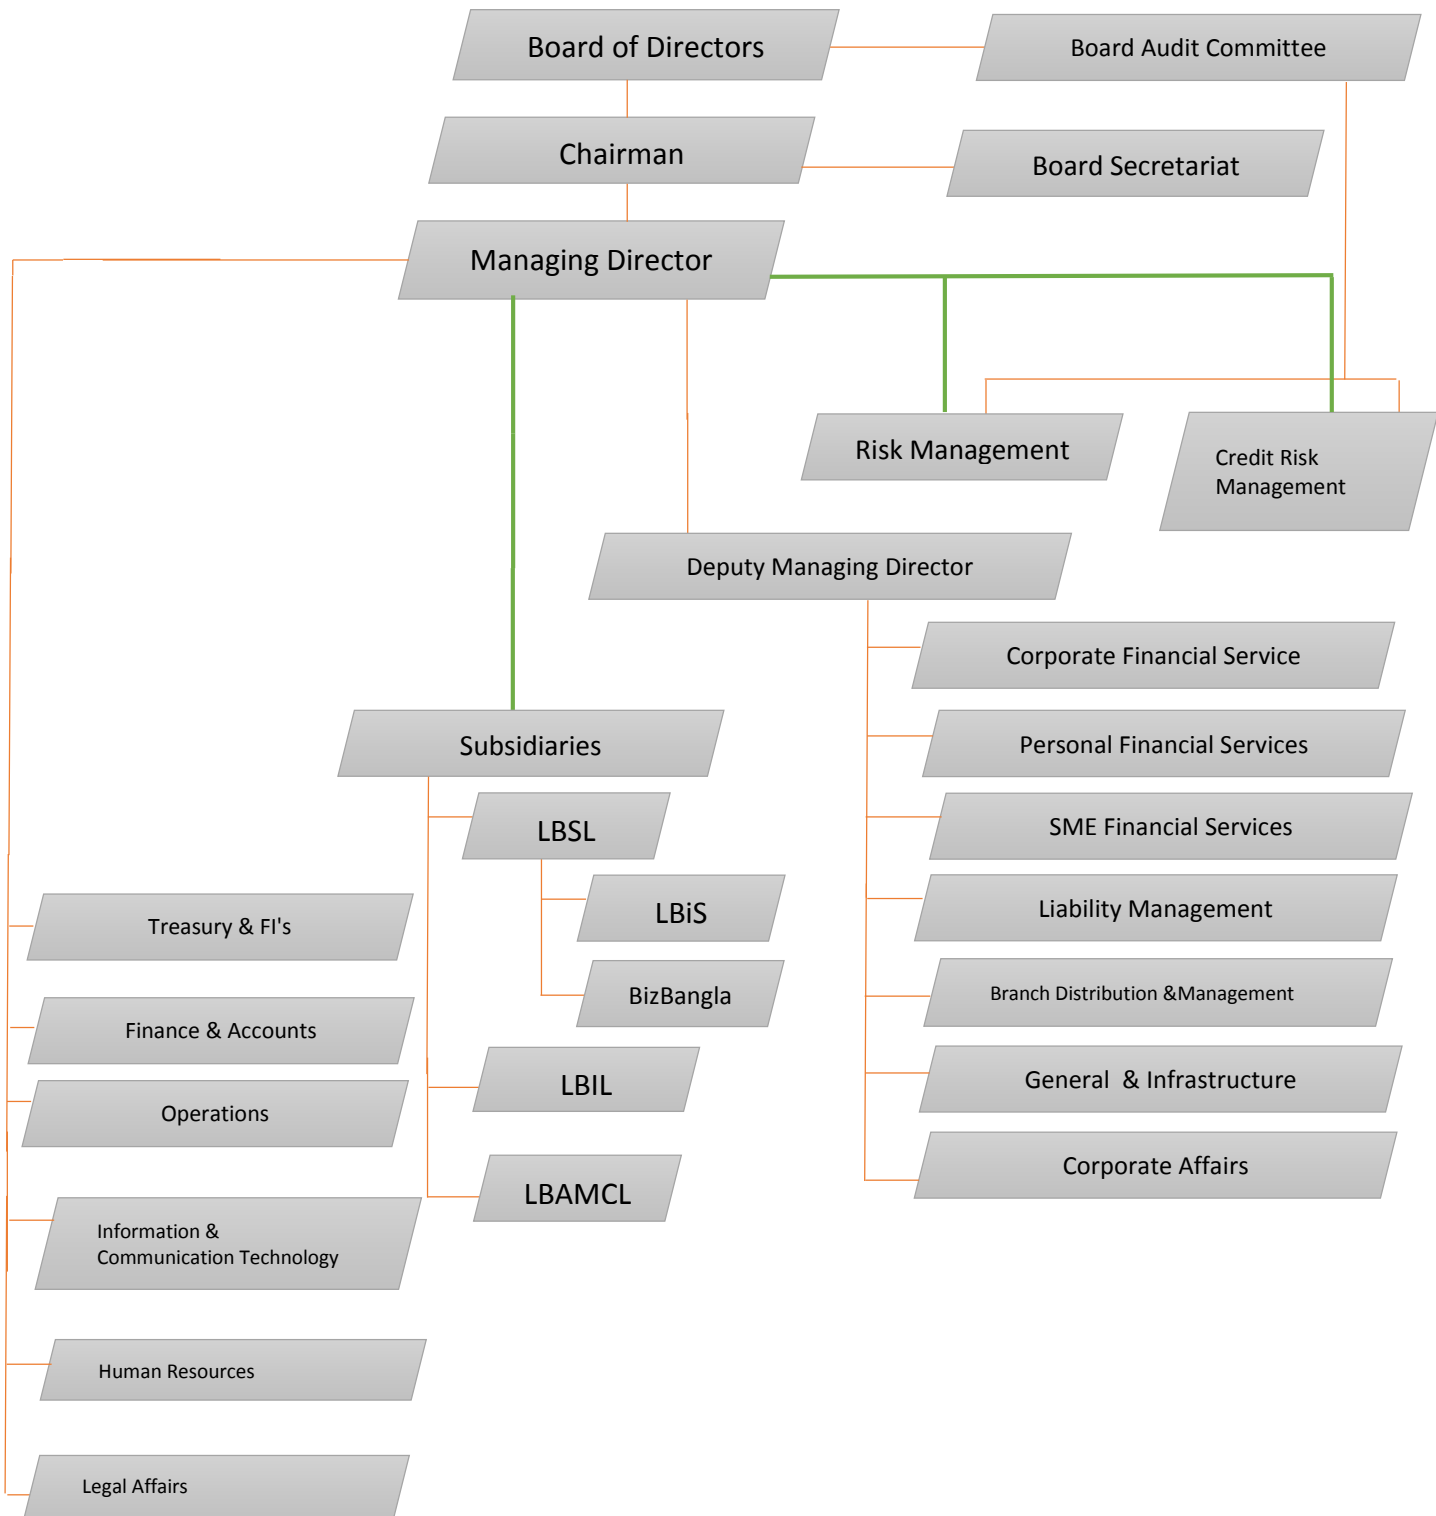 Board of Directors
Board Audit Committee
Chairman
Board Secretariat
Managing Director
Risk Management
Credit Risk
Management
Deputy Managing Director
Corporate Financial Service
Personal Financial Services
SME Financial Services
Liability Management
Branch Distribution &Management
General & Infrastructure
Corporate Affairs
Subsidiaries
LBSL
LBiS
BizBangla
LBIL
LBAMCL
Treasury & FI's
Finance & Accounts
Operations
Information &
Communication Technology
Human Resources
Legal Affairs